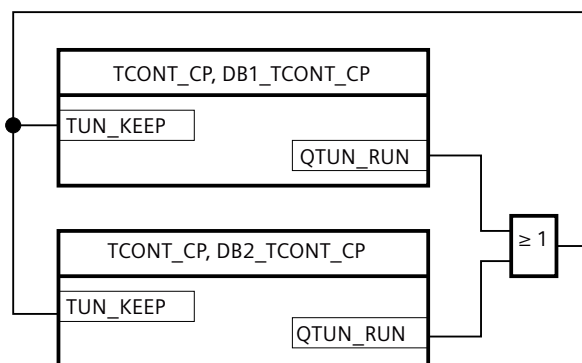 TCONT_CP, DB1_TCONT_CP
TUN_KEEP
QTUN_RUN
≥ 1
TCONT_CP, DB2_TCONT_CP
TUN_KEEP
QTUN_RUN